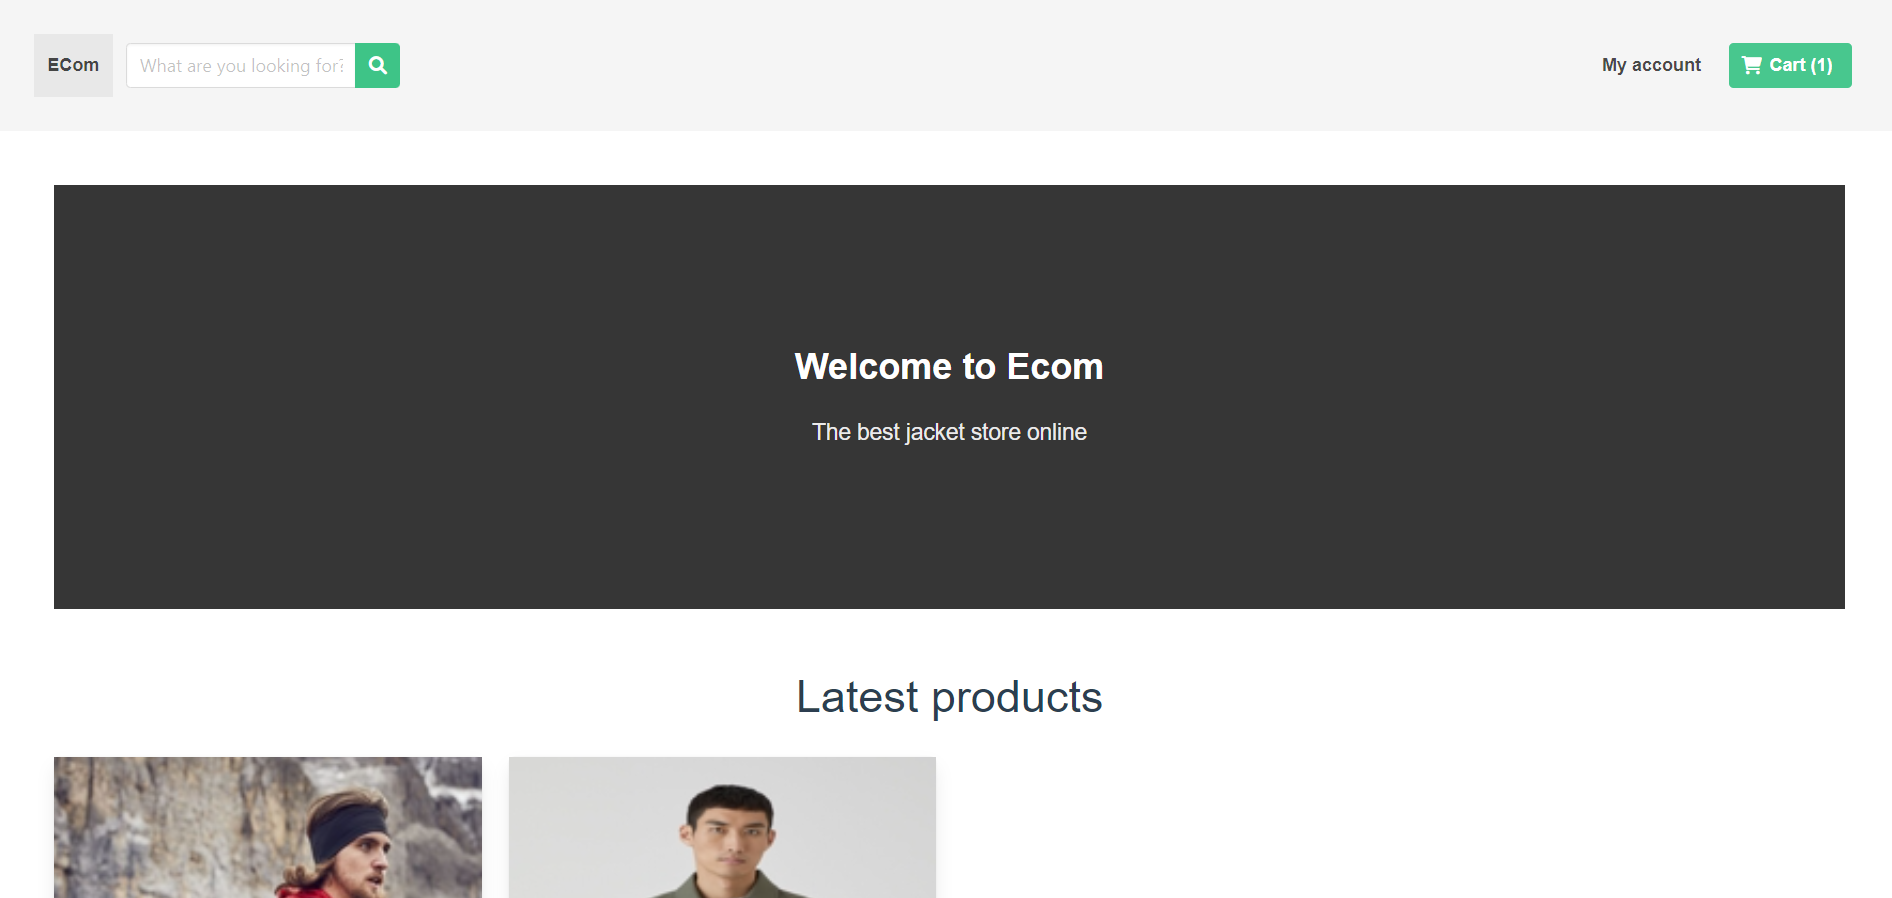 ECom
What are you looking for?
My account
Cart (1)
Welcome to Ecom
The best jacket store online
Latest products